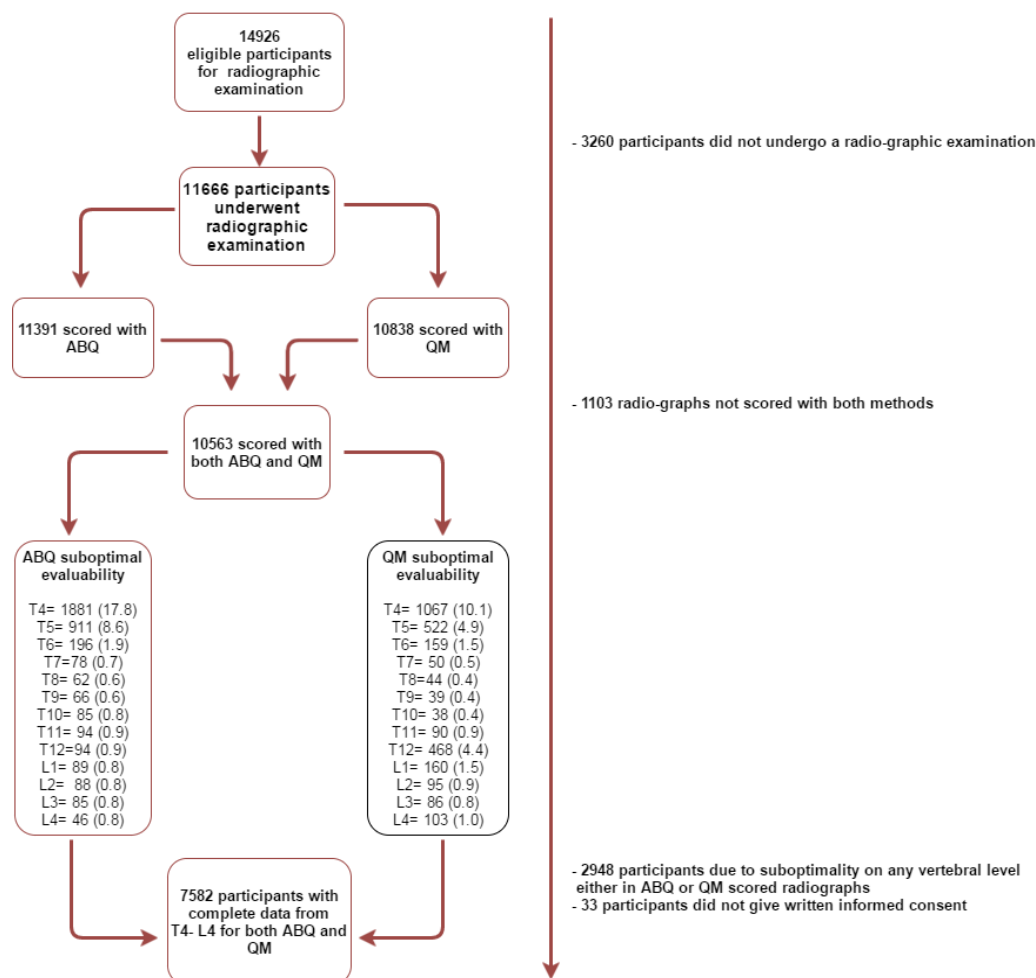 14926
eligible participants
for radiographic
examination
- 3260 participants did not undergo a radio-graphic examination
11666 participants
underwent
radiographic
examination
11391 scored with
ABQ
10838 scored with
QM
- 1103 radio-graphs not scored with both methods
10563 scored with
both ABQ and QM
ABQ suboptimal
evaluability
T4= 1881 (17.8)
T5= 911 (8.6)
T6= 196 (1.9)
T7=78 (0.7)
T8= 62 (0.6)
T9= 66 (0.6)
T10= 85 (0.8)
T11= 94 (0.9)
T12=94 (0.9)
L1= 89 (0.8)
L2= 88 (0.8)
L3= 85 (0.8)
L4= 46 (0.8)
QM suboptimal
evaluability
T4= 1067 (10.1)
T5= 522 (4.9)
T6= 159 (1.5)
T7= 50 (0.5)
T8=44 (0.4)
T9= 39 (0.4)
T10= 38 (0.4)
T11= 90 (0.9)
T12= 468 (4.4)
L1= 160 (1.5)
L2= 95 (0.9)
L3= 86 (0.8)
L4= 103 (1.0)
- 2948 participants due to suboptimality on any vertebral level
either in ABQ or QM scored radiographs
- 33 participants did not give written informed consent
7582 participants with
complete data from
T4- L4 for both ABQ and
QM